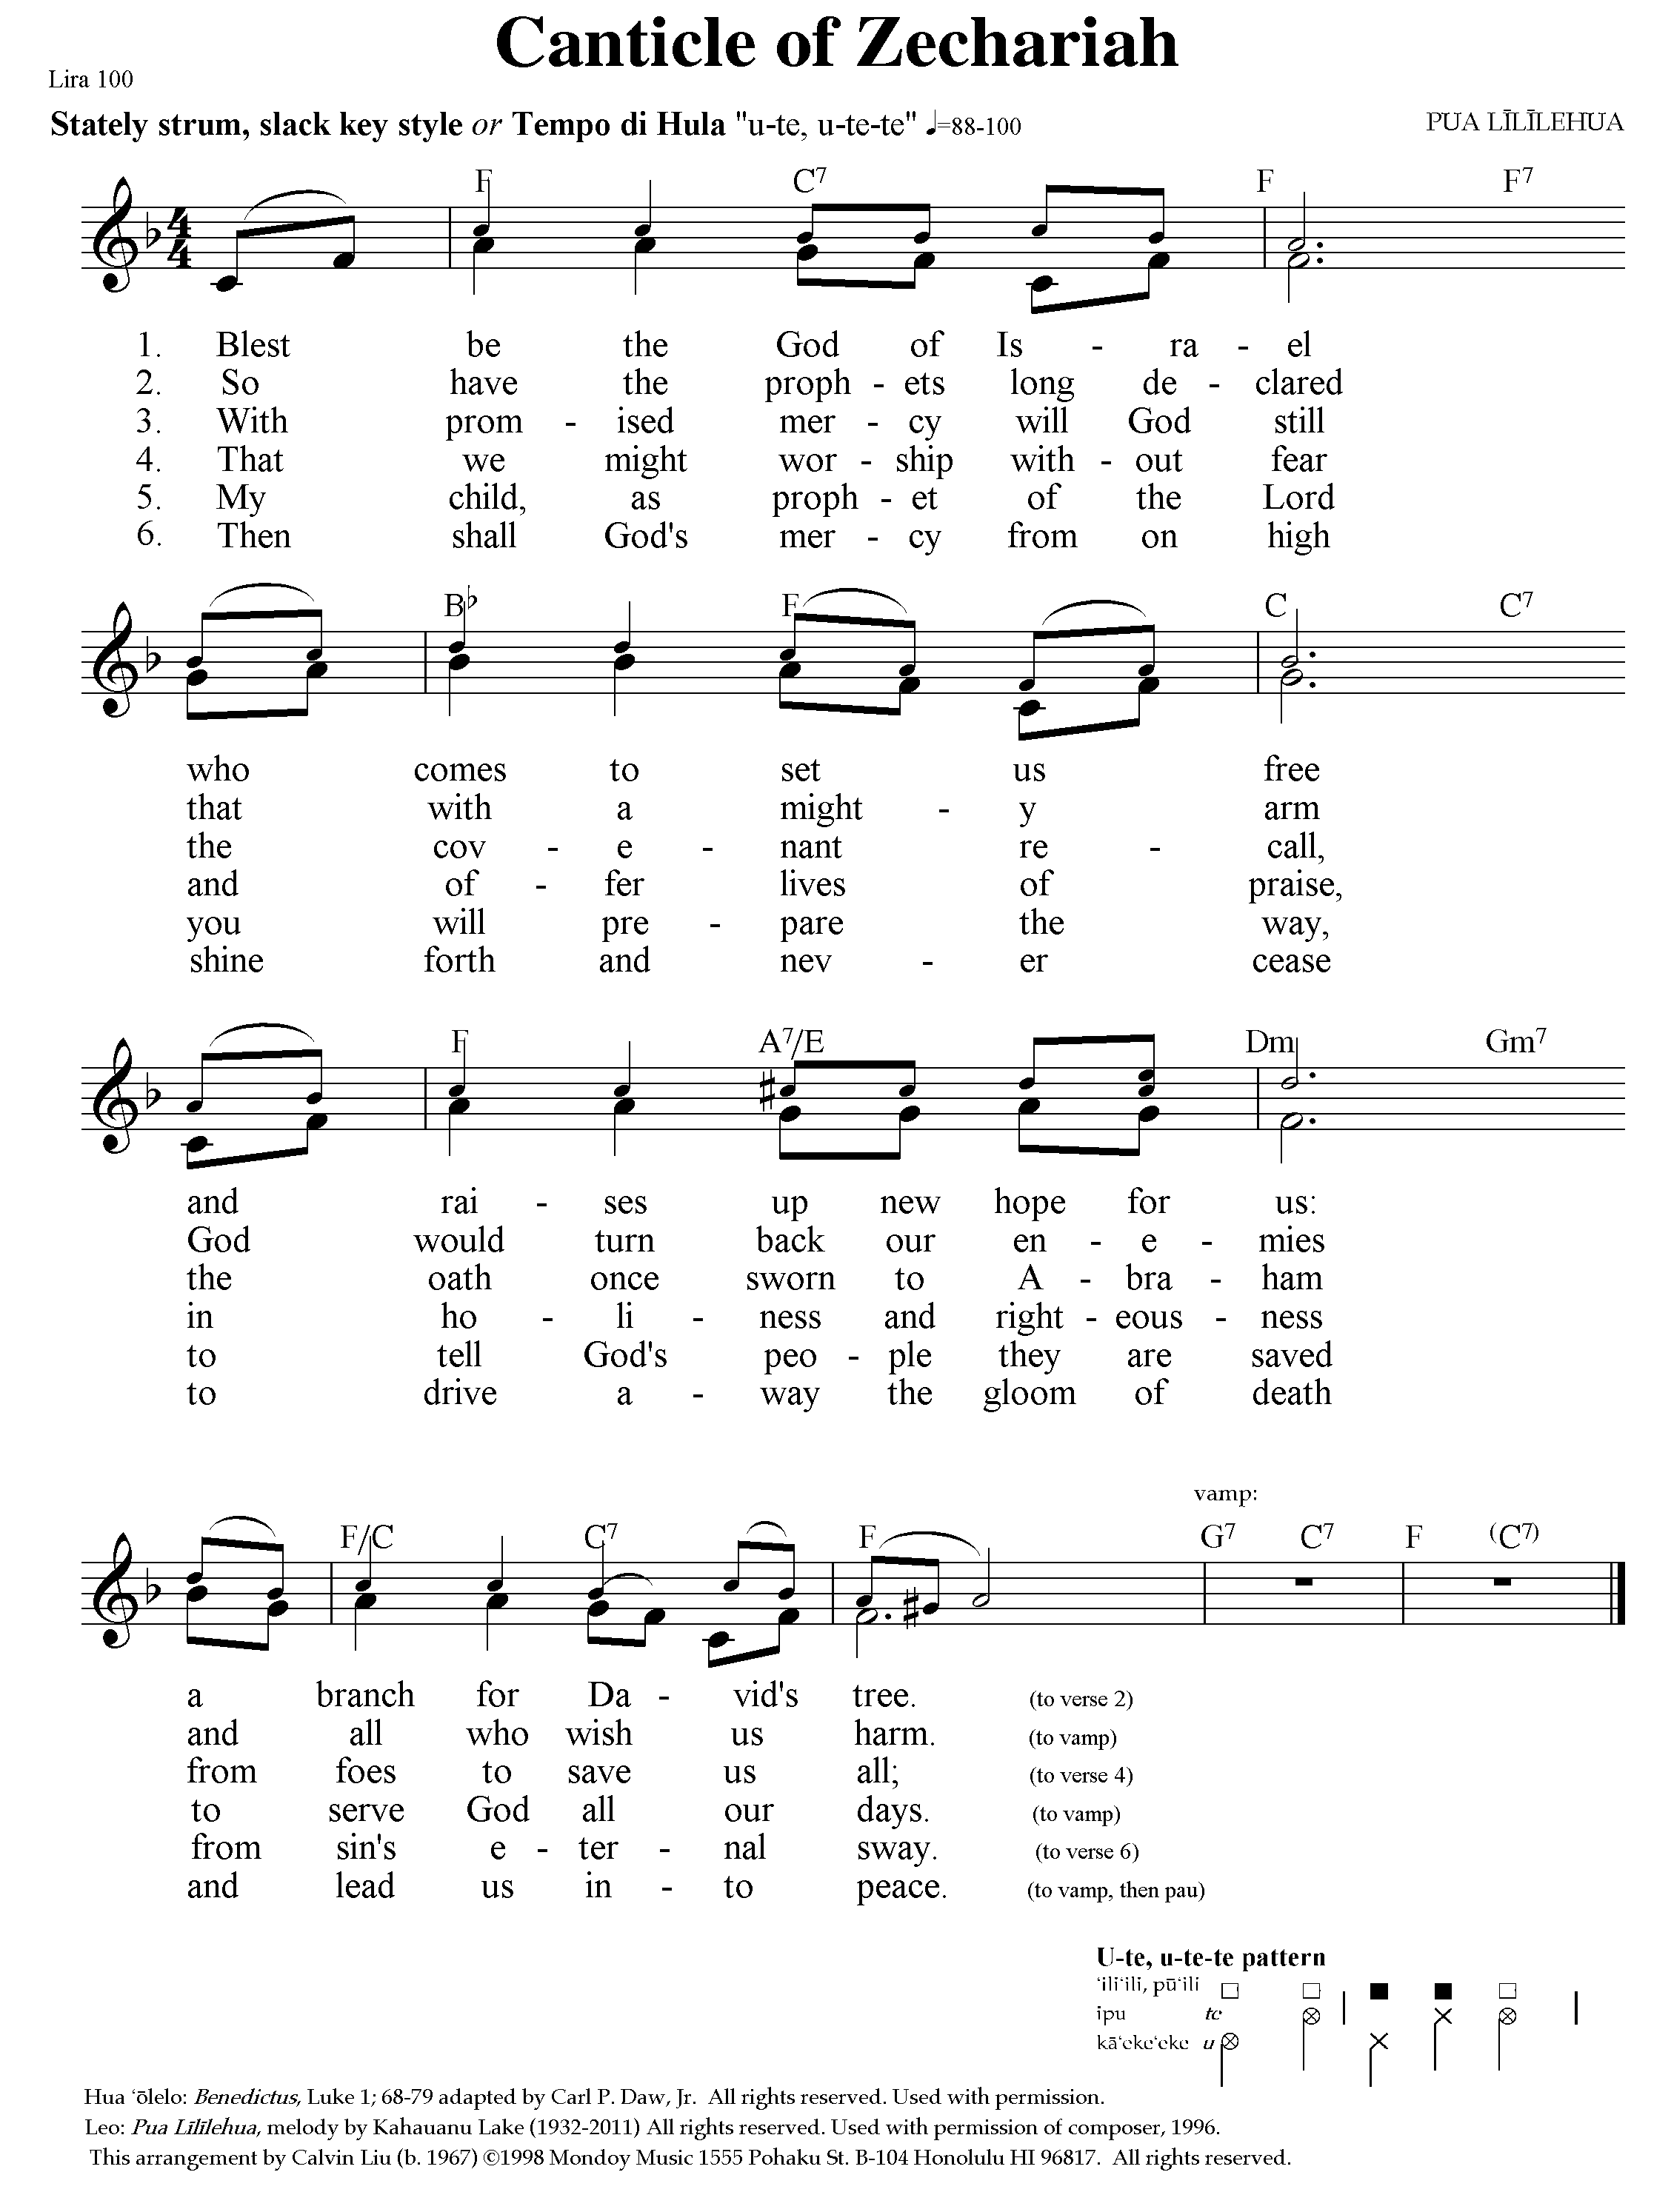 Canticle of Zechariah
Lira 100
Stately strum, slack key style or Tempo di Hula "u-te, u-te-te" ♩=88-100
PUA LĪLĪLEHUA
F C7 F F7
1. Blest be the God of Is - ra - el
2. So have the proph - ets long de - clared
3. With prom - ised mer - cy will God still
4. That we might wor - ship with - out fear
5. My child, as proph - et of the Lord
6. Then shall God's mer - cy from on high
B♭ F C C7
who comes to set us free
that with a might - y arm
the cov - e - nant re - call,
and of - fer lives of praise,
you will pre - pare the way,
shine forth and nev - er cease
F A7/E Dm Gm7
and rai - ses up new hope for us:
God would turn back our en - e - mies
the oath once sworn to A - bra - ham
in ho - li - ness and right - eous - ness
to tell God's peo - ple they are saved
to drive a - way the gloom of death
vamp:
F/C C7 F G7 C7 F (C7)
a branch for Da - vid's tree. (to verse 2)
and all who wish us harm. (to vamp)
from foes to save us all; (to verse 4)
to serve God all our days. (to vamp)
from sin's e - ter - nal sway. (to verse 6)
and lead us in - to peace. (to vamp, then pau)
U-te, u-te-te pattern
ʻiliʻili, pūʻili
ipu te
kāʻekeʻeke u
Hua ʻōlelo: Benedictus, Luke 1; 68-79 adapted by Carl P. Daw, Jr. All rights reserved. Used with permission.
Leo: Pua Līlīlehua, melody by Kahauanu Lake (1932-2011) All rights reserved. Used with permission of composer, 1996.
This arrangement by Calvin Liu (b. 1967) ©1998 Mondoy Music 1555 Pohaku St. B-104 Honolulu HI 96817. All rights reserved.